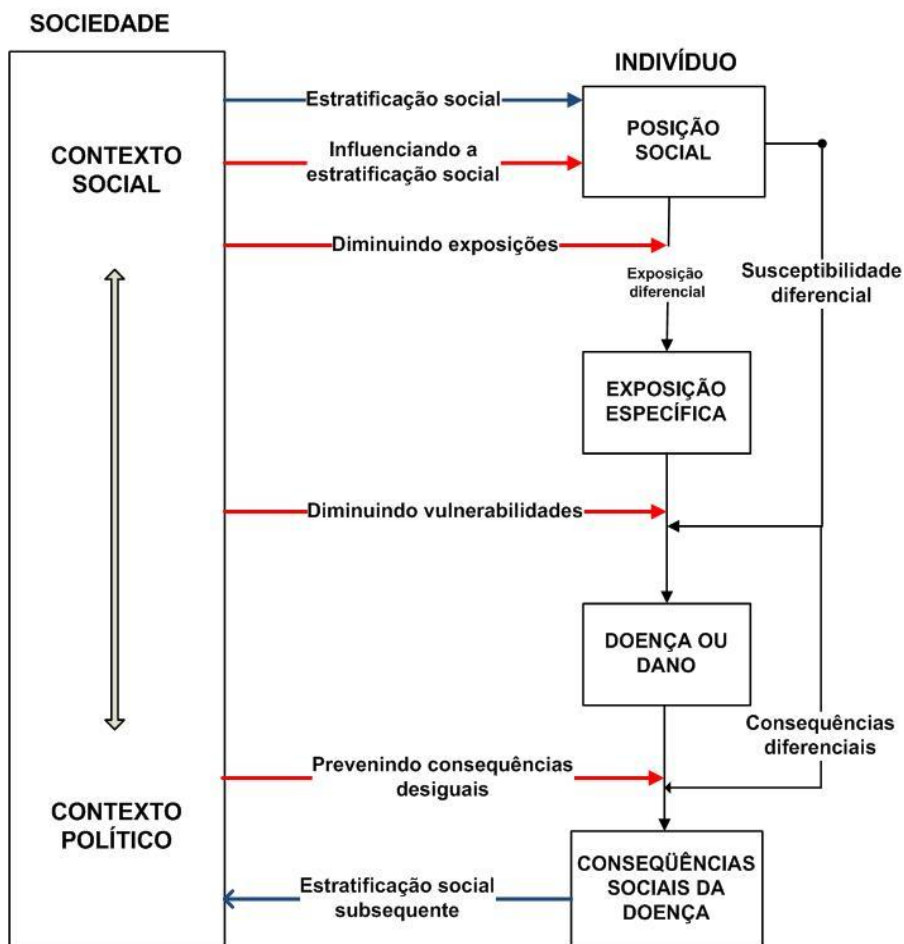 SOCIEDADE
INDIVÍDUO
Estratificação social
POSIÇÃO
SOCIAL
CONTEXTO
SOCIAL
Influenciando a
estratificação social
Diminuindo exposições
Exposição
diferencial
Susceptibilidade
diferencial
EXPOSIÇÃO
ESPECÍFICA
Diminuindo vulnerabilidades
DOENÇA OU
DANO
Consequências
diferenciais
Prevenindo consequências
desiguais
CONTEXTO
POLÍTICO
CONSEQÜÊNCIAS
SOCIAIS DA
DOENÇA
Estratificação social
subsequente